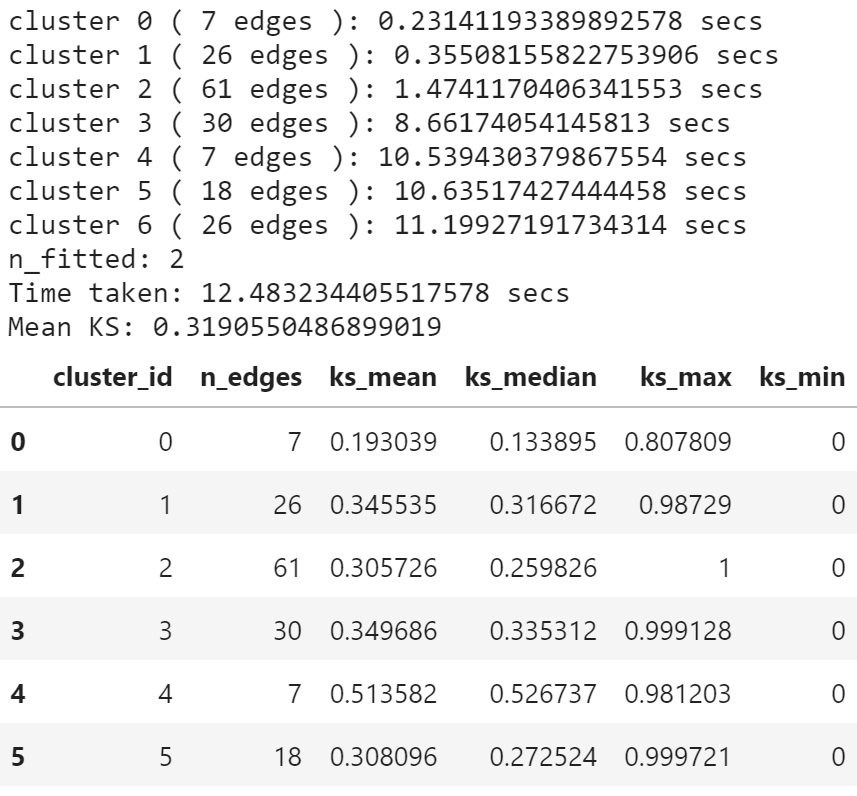 cluster 0 ( 7 edges ): 0.23141193389892578 secs
cluster 1 ( 26 edges ): 0.35508155822753906 secs
cluster 2 ( 61 edges ): 1.4741170406341553 secs
cluster 3 ( 30 edges ): 8.66174054145813 secs
cluster 4 ( 7 edges ): 10.539430379867554 secs
cluster 5 ( 18 edges ): 10.63517427444458 secs
cluster 6 ( 26 edges ): 11.19927191734314 secs
n_fitted: 2
Time taken: 12.483234405517578 secs
Mean KS: 0.3190550486899019
cluster_id n_edges ks_mean ks_median ks_max ks_min
0 0 7 0.193039 0.133895 0.807809 0
1 1 26 0.345535 0.316672 0.98729 0
2 2 61 0.305726 0.259826 1 0
3 3 30 0.349686 0.335312 0.999128 0
4 4 7 0.513582 0.526737 0.981203 0
5 5 18 0.308096 0.272524 0.999721 0